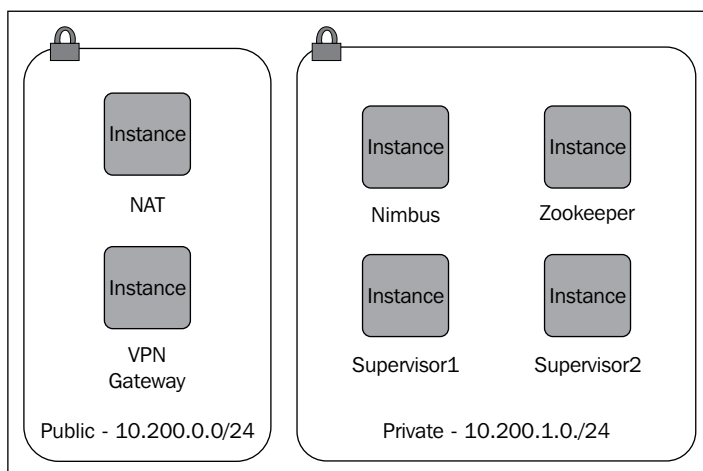 Instance
NAT
Instance
VPN
Gateway
Public - 10.200.0.0/24
Instance
Nimbus
Instance
Zookeeper
Instance
Supervisor1
Instance
Supervisor2
Private - 10.200.1.0./24